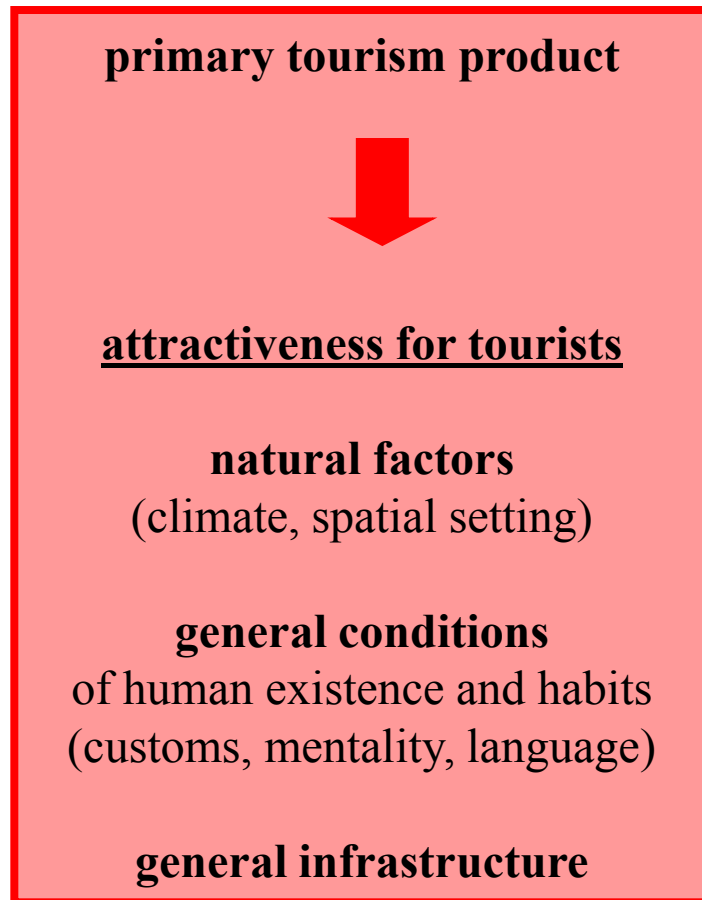 primary tourism product
attractiveness for tourists
natural factors
(climate, spatial setting)
general conditions
of human existence and habits
(customs, mentality, language)
general infrastructure